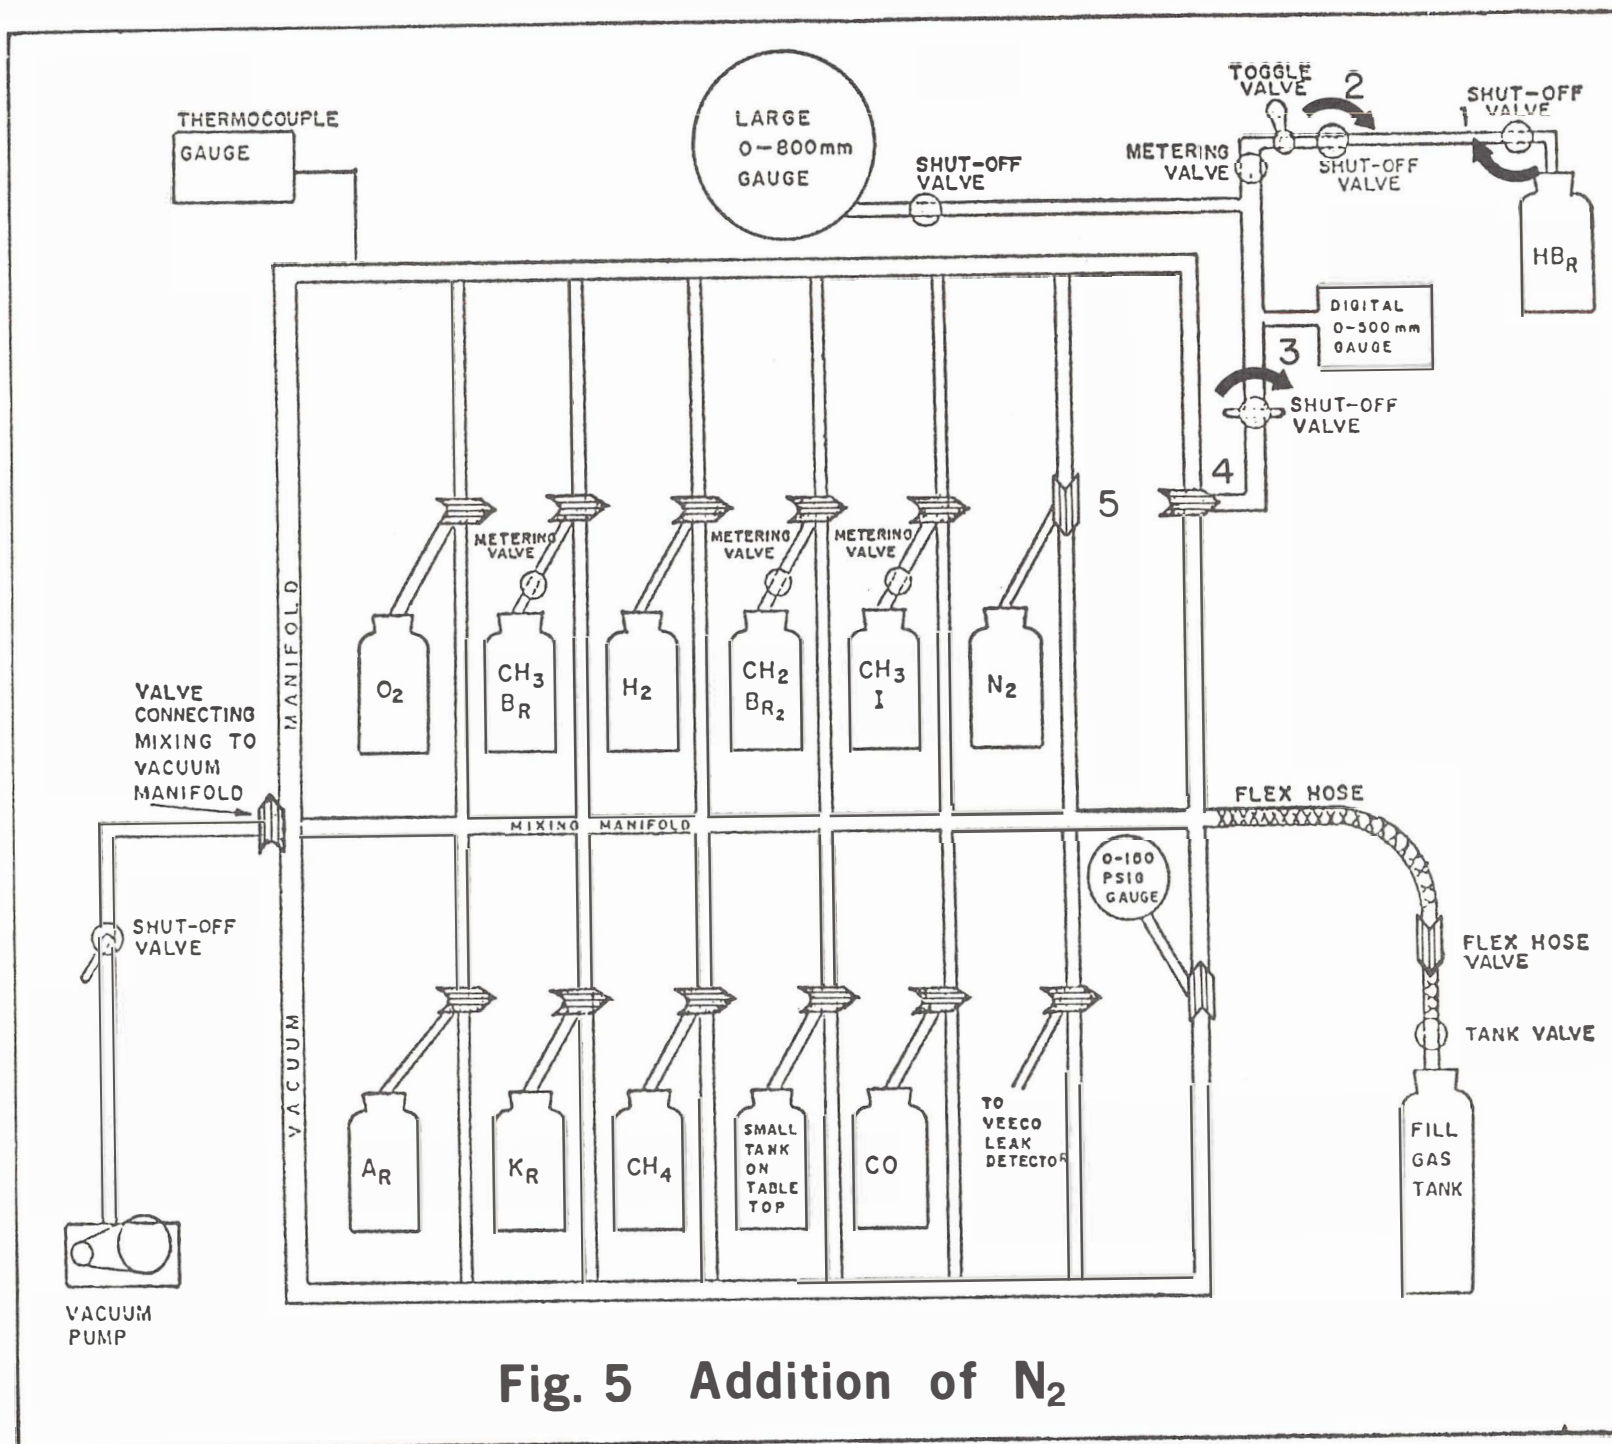 THERMOCOUPLE
GAUGE
LARGE
0-800mm
GAUGE
SHUT-OFF
VALVE
TOGGLE
VALVE
2
METERING
VALVE
SHUT-OFF
VALVE
1
SHUT-OFF
VALVE
HBR
DIGITAL
0-500mm
GAUGE
3
SHUT-OFF
VALVE
4
5
METERING
VALVE
METERING
VALVE
METERING
VALVE
O2
CH3
BR
H2
CH2
BR2
CH3
I
N2
MANIFOLD
VALVE
CONNECTING
MIXING TO
VACUUM
MANIFOLD
MIXING MANIFOLD
FLEX HOSE
0-160
PSIG
GAUGE
SHUT-OFF
VALVE
FLEX HOSE
VALVE
TANK VALVE
VACUUM
AR
KR
CH4
SMALL
TANK
ON
TABLE
TOP
CO
TO
VEECO
LEAK
DETECTOR
FILL
GAS
TANK
VACUUM
PUMP
Fig. 5 Addition of N2